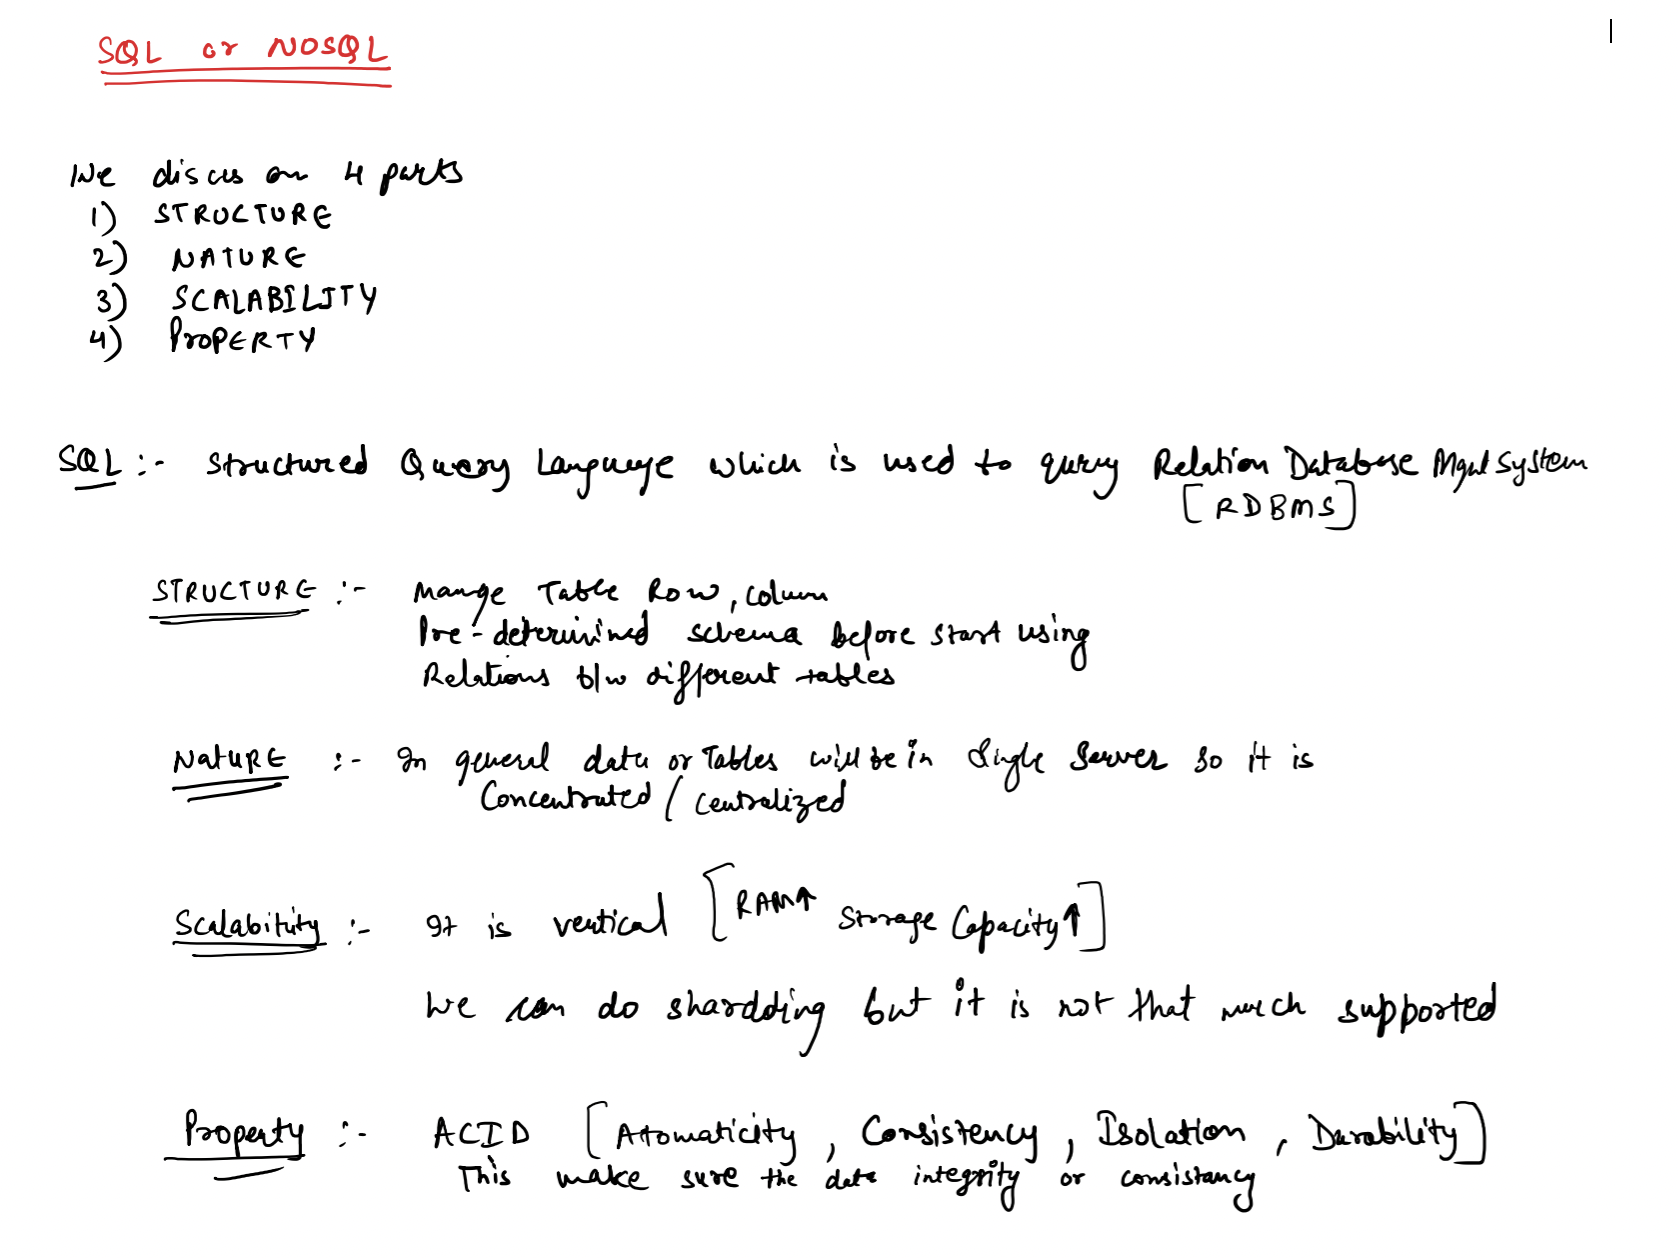 SQL or NOSQL
We discus on 4 parts
1) STRUCTURE
2) NATURE
3) SCALABILITY
4) PROPERTY
SQL :- Structured Query Language which is used to query Relation Database Mgnt System
[RDBMS]
STRUCTURE :- Mange Table Row, column
Pre-determined schema before start using
Relations b/w different tables
NATURE :- In general data or Tables will be in Single Server so it is
Concentrated / Centralized
Scalability :- It is vertical [RAM↑ Storage Capacity↑]
We can do shardding but it is not that much supported
Property :- ACID [Atomaticity, Consistency, Isolation, Durability]
This make sure the data integrity or consistancy